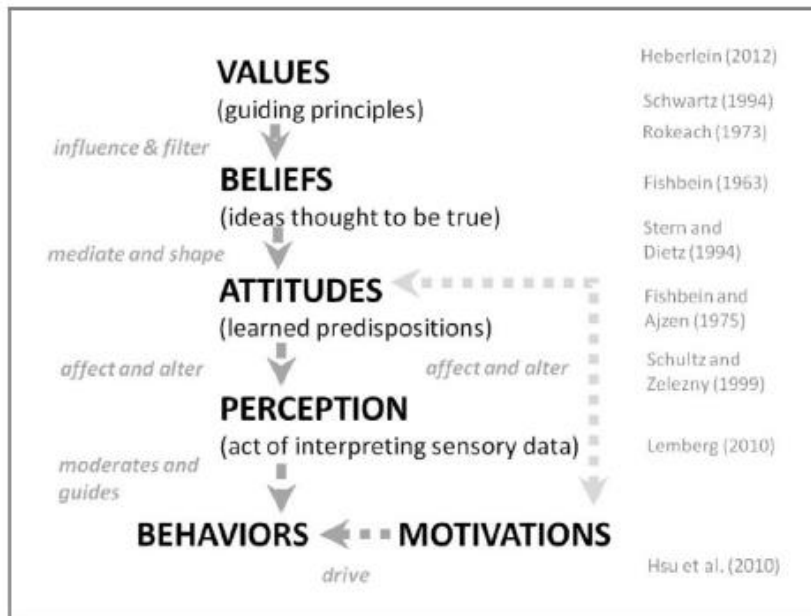 VALUES
(guiding principles)
influence & filter
BELIEFS
(ideas thought to be true)
mediate and shape
ATTITUDES
(learned predispositions)
affect and alter
affect and alter
PERCEPTION
(act of interpreting sensory data)
moderates and
guides
BEHAVIORS
MOTIVATIONS
drive
Heberlein (2012)
Schwartz (1994)
Rokeach (1973)
Fishbein (1963)
Stern and
Dietz (1994)
Fishbein and
Ajzen (1975)
Schultz and
Zelezny (1999)
Lemberg (2010)
Hsu et al. (2010)